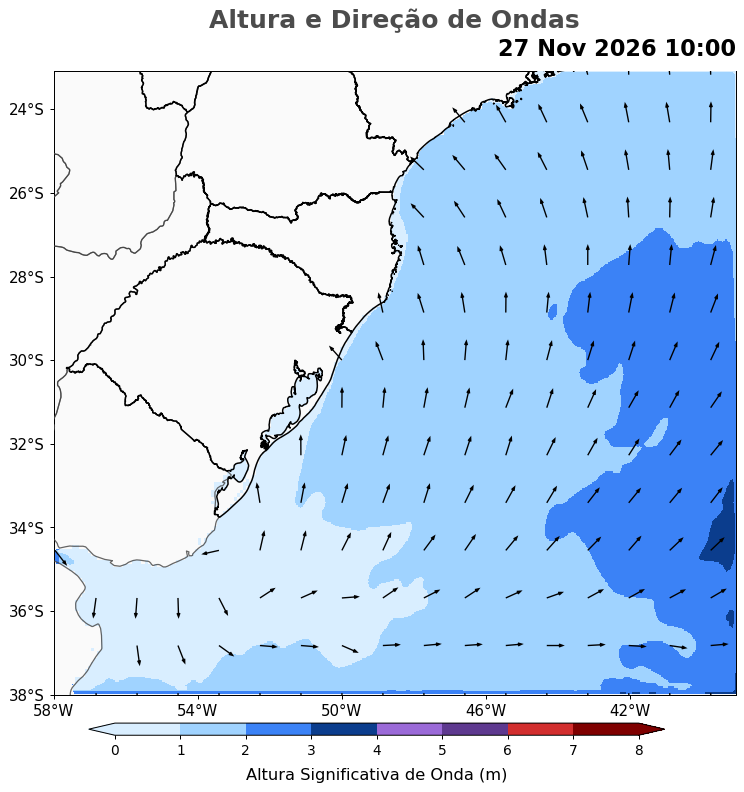 Altura e Direção de Ondas
27 Nov 2026 10:00
24°S
26°S
28°S
30°S
32°S
34°S
36°S
38°S
58°W 54°W 50°W 46°W 42°W
0 1 2 3 4 5 6 7 8
Altura Significativa de Onda (m)